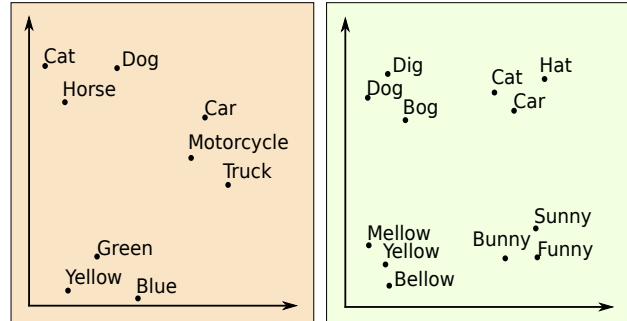 Cat
Dog
Horse
Car
Motorcycle
Truck
Green
Yellow
Blue
Dig
Dog
Bog
Hat
Cat
Car
Mellow
Yellow
Bellow
Sunny
Bunny
Funny